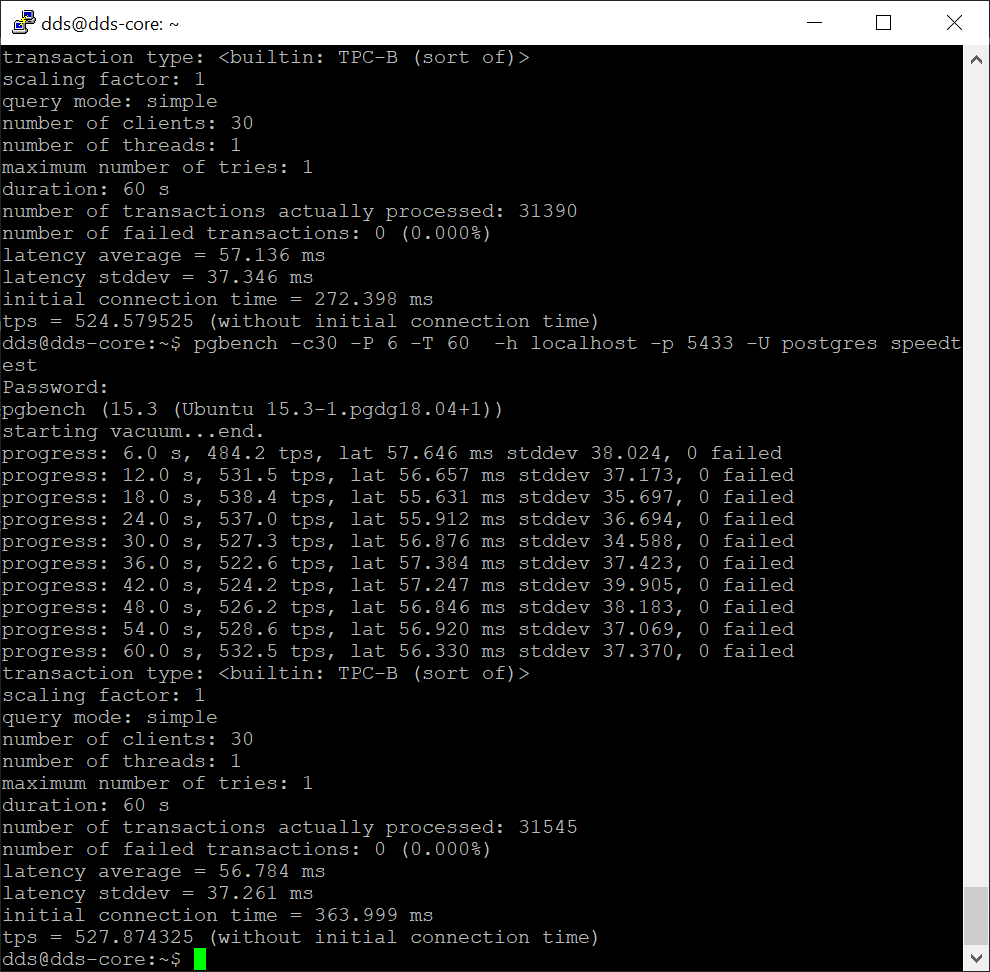 dds@dds-core: ~
transaction type: <builtin: TPC-B (sort of)>
scaling factor: 1
query mode: simple
number of clients: 30
number of threads: 1
maximum number of tries: 1
duration: 60 s
number of transactions actually processed: 31390
number of failed transactions: 0 (0.000%)
latency average = 57.136 ms
latency stddev = 37.346 ms
initial connection time = 272.398 ms
tps = 524.579525 (without initial connection time)
dds@dds-core:~$ pgbench -c30 -P 6 -T 60  -h localhost -p 5433 -U postgres speedt
est
Password:
pgbench (15.3 (Ubuntu 15.3-1.pgdg18.04+1))
starting vacuum...end.
progress: 6.0 s, 484.2 tps, lat 57.646 ms stddev 38.024, 0 failed
progress: 12.0 s, 531.5 tps, lat 56.657 ms stddev 37.173, 0 failed
progress: 18.0 s, 538.4 tps, lat 55.631 ms stddev 35.697, 0 failed
progress: 24.0 s, 537.0 tps, lat 55.912 ms stddev 36.694, 0 failed
progress: 30.0 s, 527.3 tps, lat 56.876 ms stddev 34.588, 0 failed
progress: 36.0 s, 522.6 tps, lat 57.384 ms stddev 37.423, 0 failed
progress: 42.0 s, 524.2 tps, lat 57.247 ms stddev 39.905, 0 failed
progress: 48.0 s, 526.2 tps, lat 56.846 ms stddev 38.183, 0 failed
progress: 54.0 s, 528.6 tps, lat 56.920 ms stddev 37.069, 0 failed
progress: 60.0 s, 532.5 tps, lat 56.330 ms stddev 37.370, 0 failed
transaction type: <builtin: TPC-B (sort of)>
scaling factor: 1
query mode: simple
number of clients: 30
number of threads: 1
maximum number of tries: 1
duration: 60 s
number of transactions actually processed: 31545
number of failed transactions: 0 (0.000%)
latency average = 56.784 ms
latency stddev = 37.261 ms
initial connection time = 363.999 ms
tps = 527.874325 (without initial connection time)
dds@dds-core:~$